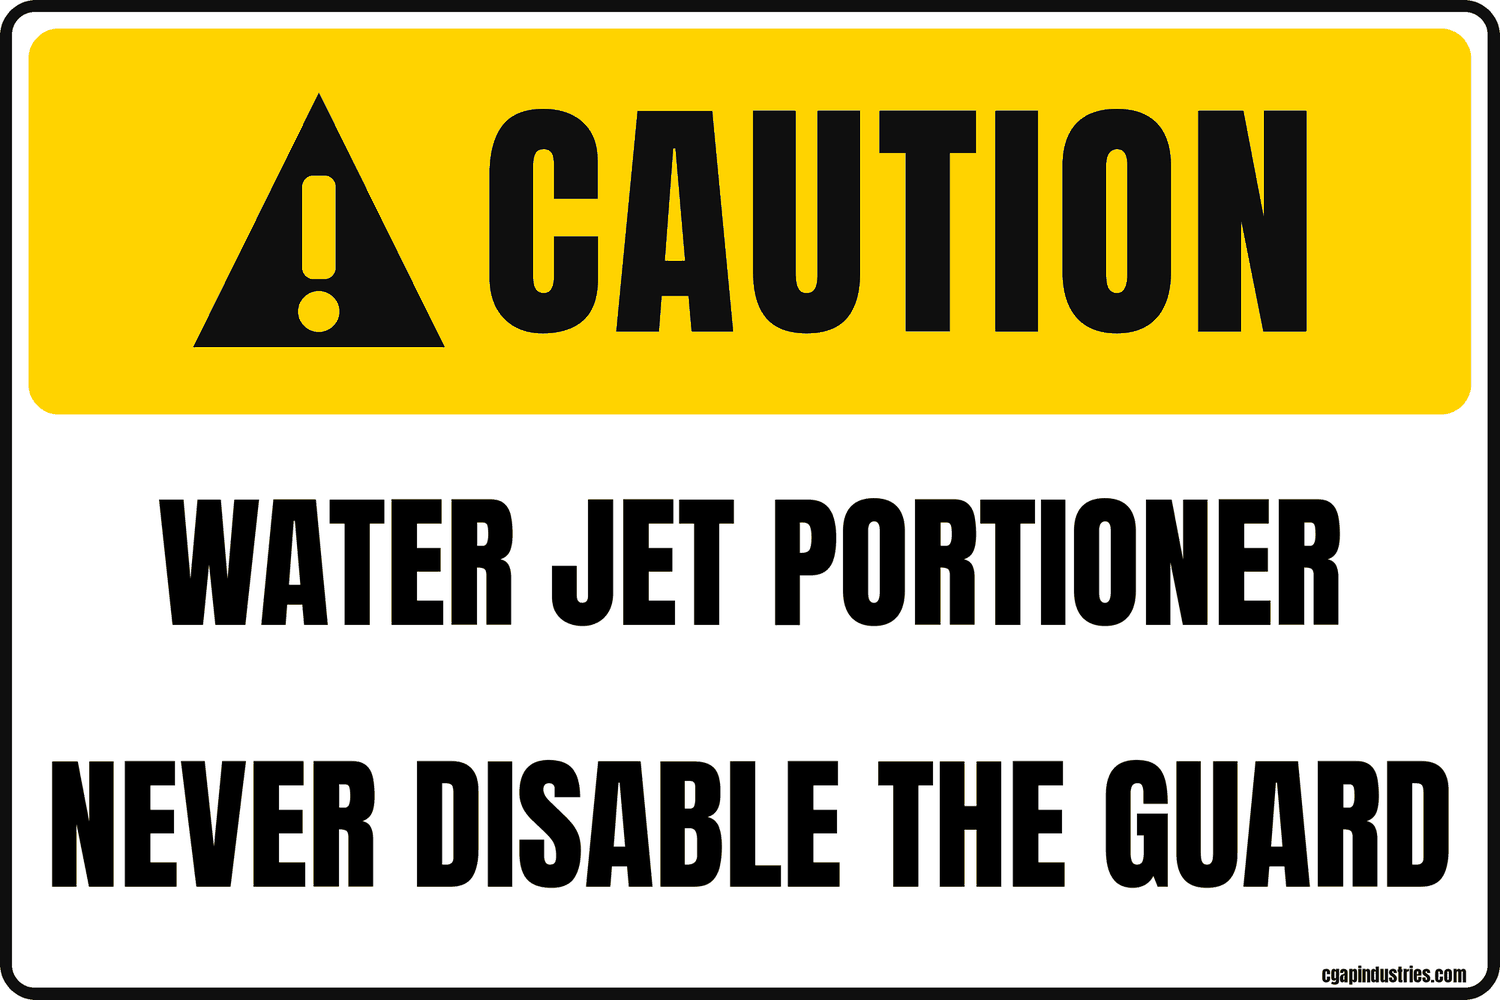 CAUTION
WATER JET PORTIONER
NEVER DISABLE THE GUARD
cgapindustries.com